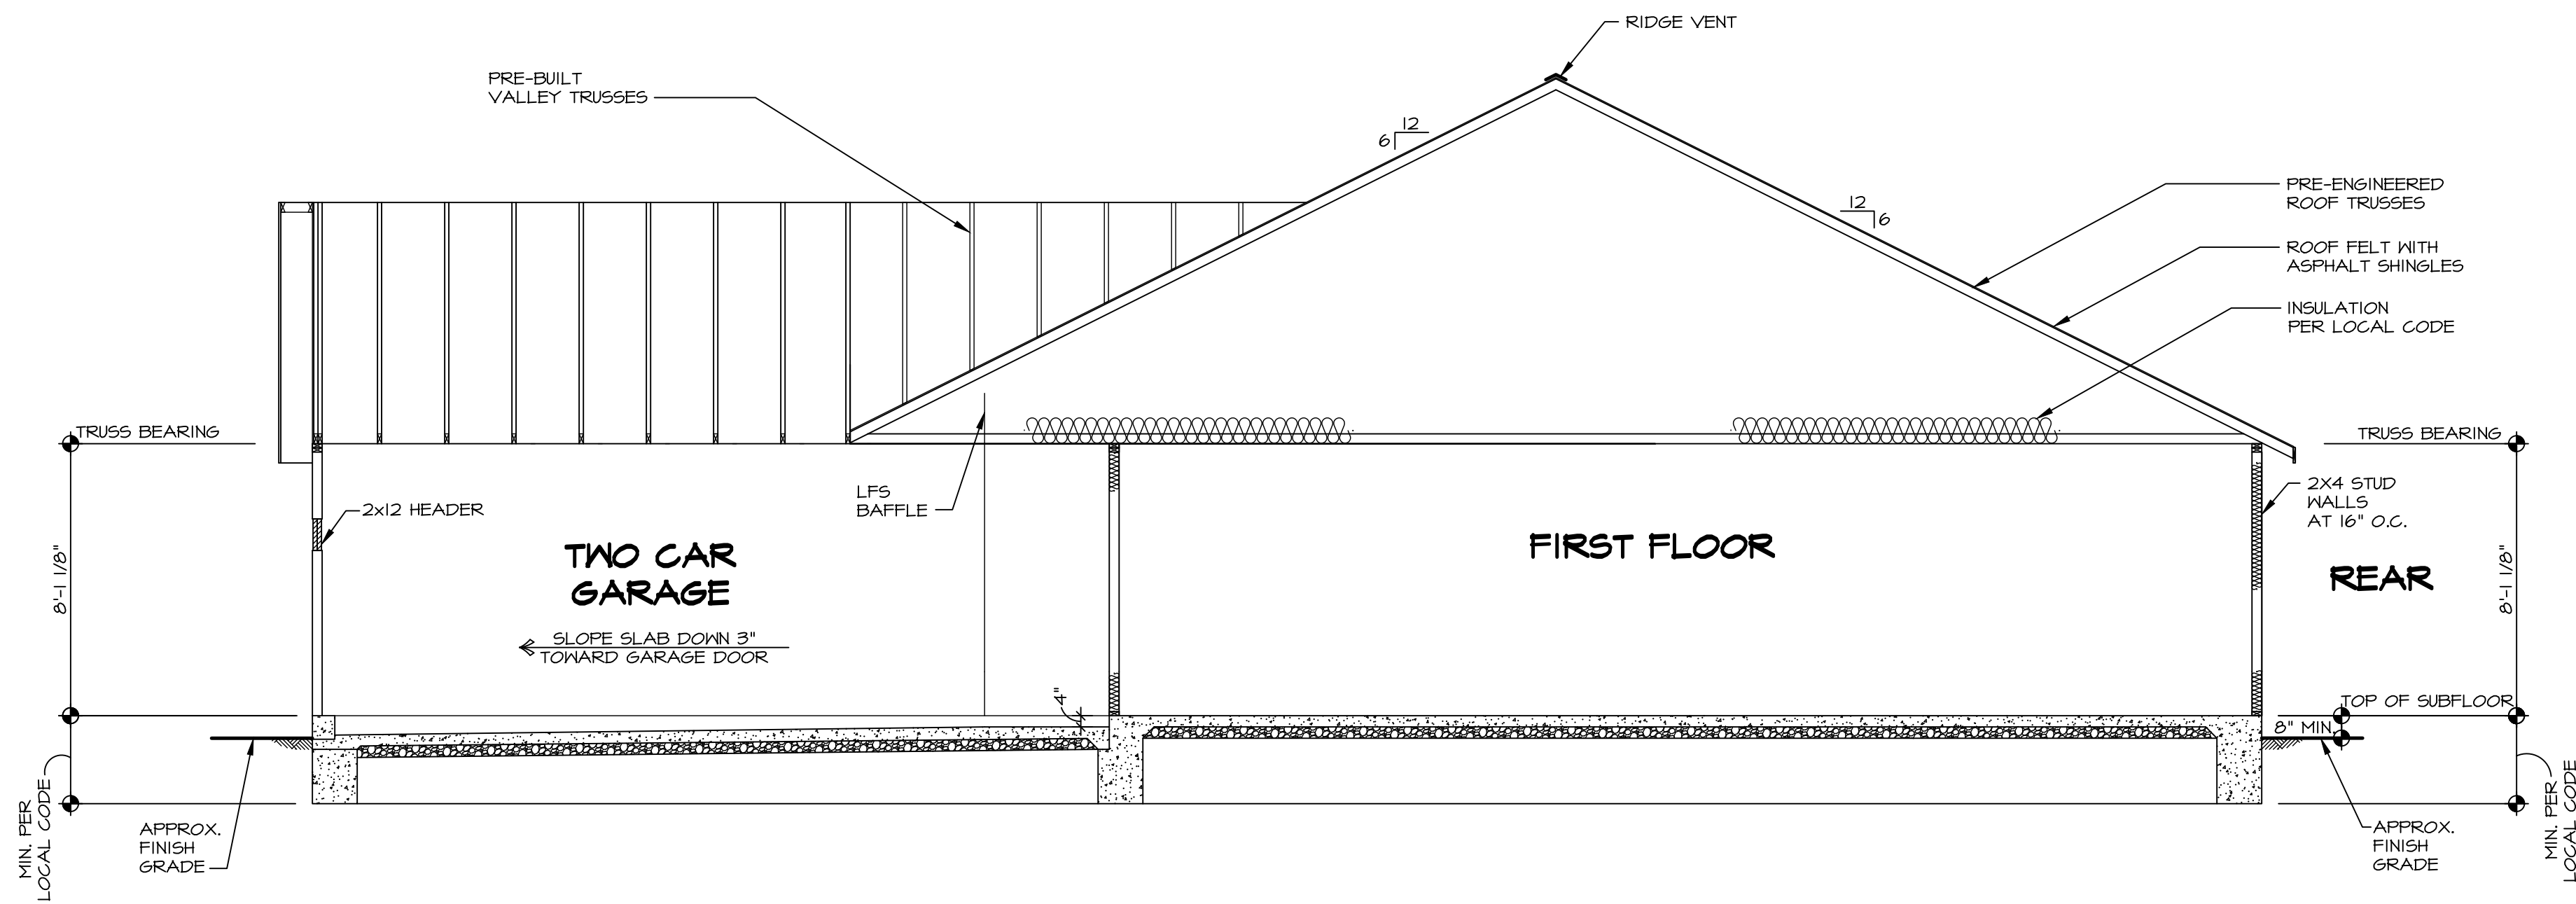 RIDGE VENT
PRE-BUILT
VALLEY TRUSSES
12
6
PRE-ENGINEERED
ROOF TRUSSES
12
6
ROOF FELT WITH
ASPHALT SHINGLES
INSULATION
PER LOCAL CODE
TRUSS BEARING
TRUSS BEARING
LFS
BAFFLE
2x12 HEADER
2X4 STUD
WALLS
AT 16" O.C.
TWO CAR
GARAGE
FIRST FLOOR
REAR
8'-1 1/8"
8'-1 1/8"
SLOPE SLAB DOWN 3"
TOWARD GARAGE DOOR
4"
TOP OF SUBFLOOR
8" MIN.
MIN. PER
LOCAL CODE
APPROX.
FINISH
GRADE
APPROX.
FINISH
GRADE
MIN. PER
LOCAL CODE